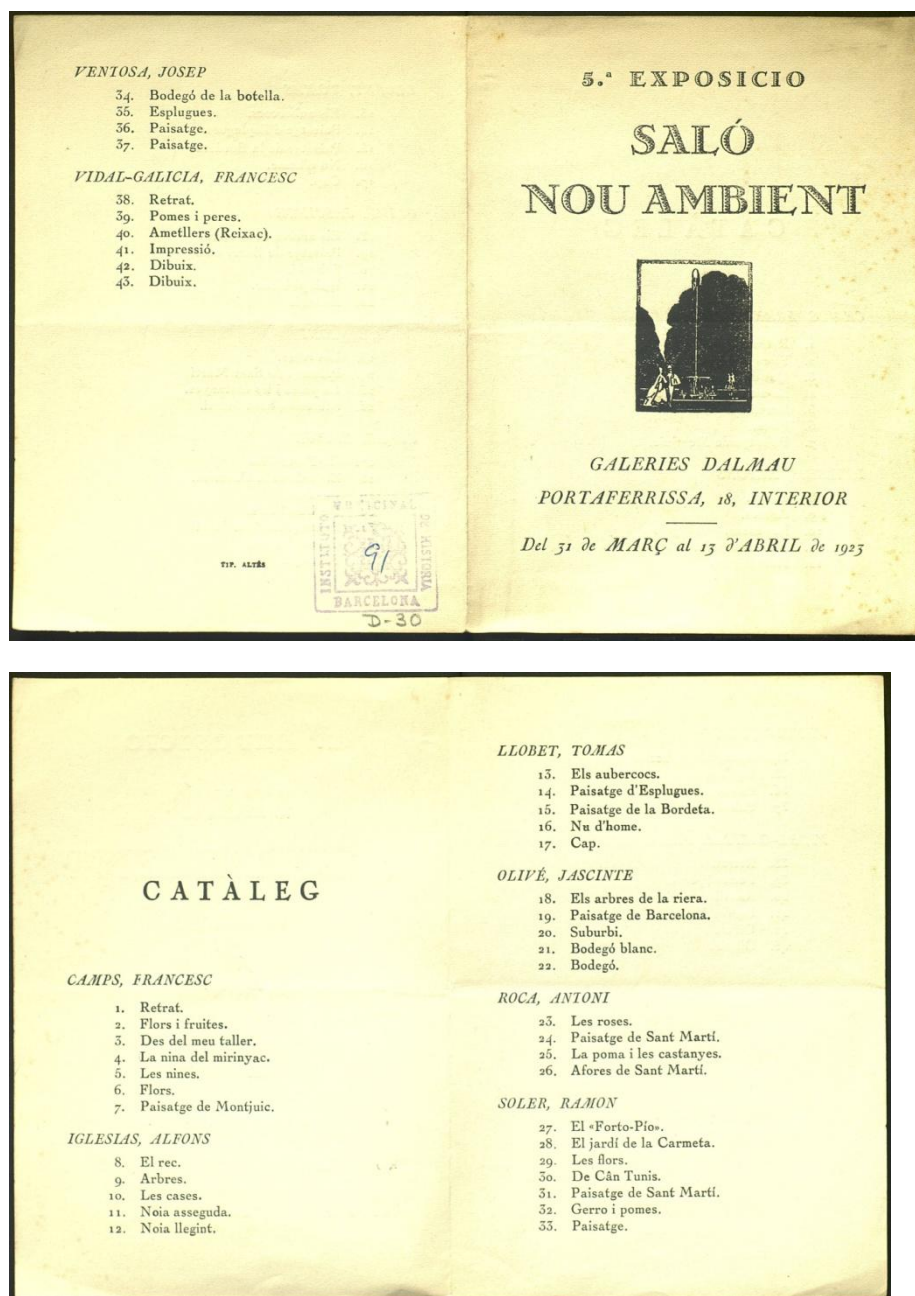 VENTOSA, JOSEP
34. Bodegó de la botella.
35. Esplugues.
36. Paisatge.
37. Paisatge.
VIDAL-GALICIA, FRANCESC
38. Retrat.
39. Pomes i peres.
40. Ametllers (Reixac).
41. Impressió.
42. Dibuix.
43. Dibuix.
TIP. ALTÉS
INSTITUTO
MUNICIPAL
DE HISTORIA
91
BARCELONA
D-30
5.ª EXPOSICIO
SALÓ
NOU AMBIENT
GALERIES DALMAU
PORTAFERRISSA, 18, INTERIOR
Del 31 de MARÇ al 13 d'ABRIL de 1923
CATÀLEG
CAMPS, FRANCESC
1. Retrat.
2. Flors i fruites.
3. Des del meu taller.
4. La nina del mirinyac.
5. Les nines.
6. Flors.
7. Paisatge de Montjuic.
IGLESIAS, ALFONS
8. El rec.
9. Arbres.
10. Les cases.
11. Noia asseguda.
12. Noia llegint.
LLOBET, TOMAS
13. Els aubercocs.
14. Paisatge d'Esplugues.
15. Paisatge de la Bordeta.
16. Nu d'home.
17. Cap.
OLIVÉ, JASCINTE
18. Els arbres de la riera.
19. Paisatge de Barcelona.
20. Suburbi.
21. Bodegó blanc.
22. Bodegó.
ROCA, ANTONI
23. Les roses.
24. Paisatge de Sant Martí.
25. La poma i les castanyes.
26. Afores de Sant Martí.
SOLER, RAMON
27. El «Forto-Pío».
28. El jardí de la Carmeta.
29. Les flors.
30. De Cân Tunis.
31. Paisatge de Sant Martí.
32. Gerro i pomes.
33. Paisatge.